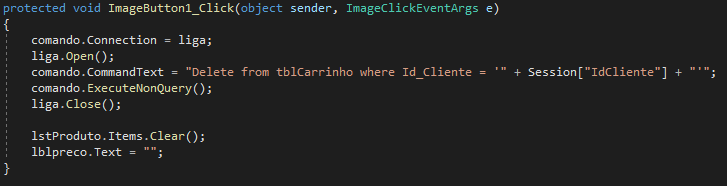 protected void ImageButton1_Click(object sender, ImageClickEventArgs e)
{
comando.Connection = liga;
liga.Open();
comando.CommandText = "Delete from tblCarrinho where Id_Cliente = '" + Session["IdCliente"] + "'";
comando.ExecuteNonQuery();
liga.Close();
lstProduto.Items.Clear();
lblpreco.Text = "";
}